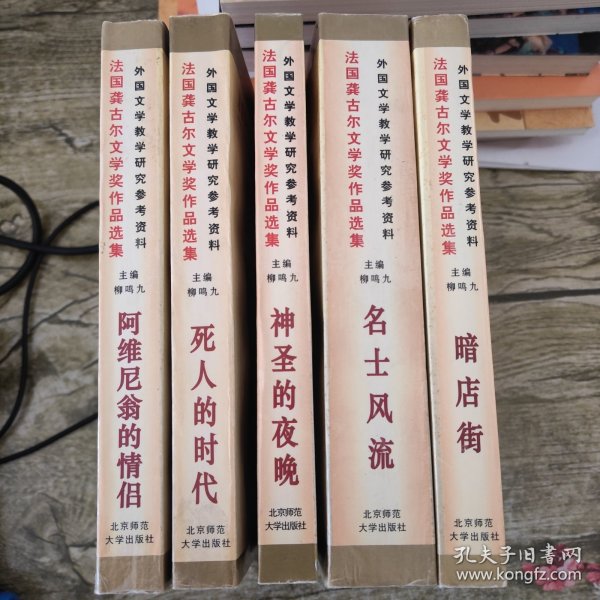 外国文学教学研究参考资料
法国龚古尔文学奖作品选集
主编
柳鸣九
阿维尼翁的情侣
北京师范
大学出版社
外国文学教学研究参考资料
法国龚古尔文学奖作品选集
主编
柳鸣九
死人的时代
北京师范
大学出版社
外国文学教学研究参考资料
法国龚古尔文学奖作品选集
主编
柳鸣九
神圣的夜晚
北京师范
大学出版社
外国文学教学研究参考资料
法国龚古尔文学奖作品选集
主编
柳鸣九
名士风流
北京师范
大学出版社
外国文学教学研究参考资料
法国龚古尔文学奖作品选集
主编
柳鸣九
暗店街
北京师范
大学出版社
孔夫子旧书网
www.kongfz.com